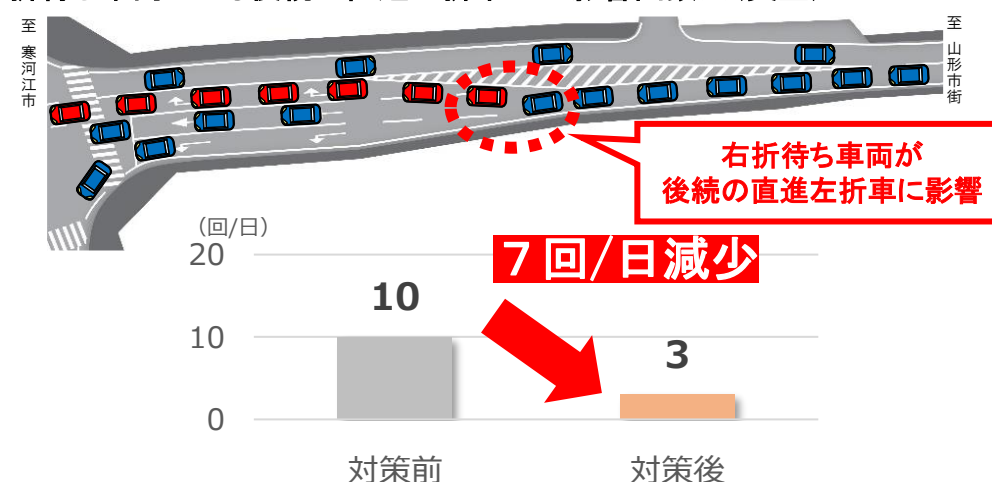 至 寒河江市
至 山形市街
右折待ち車両が
後続の直進左折車に影響
(回/日)
７回/日減少
20
10
0
10
3
対策前
対策後